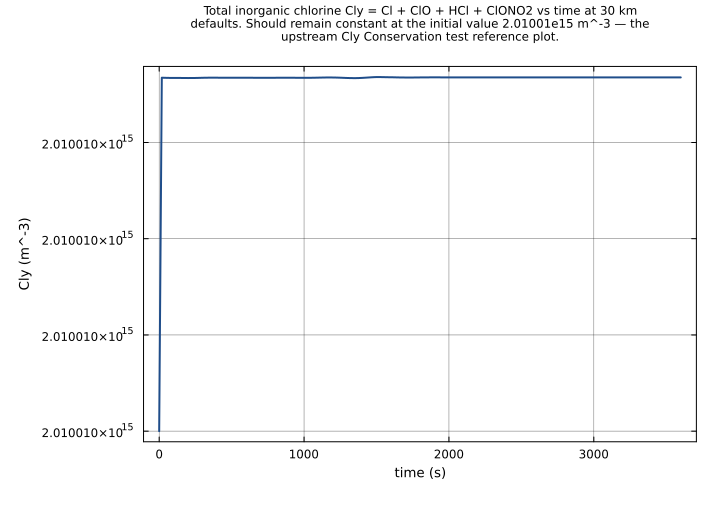 Total inorganic chlorine Cly = Cl + ClO + HCl + ClONO2 vs time at 30 km
defaults. Should remain constant at the initial value 2.01001e15 m^-3 — the
upstream Cly Conservation test reference plot.
2.010010×10^15
2.010010×10^15
2.010010×10^15
2.010010×10^15
Cly (m^-3)
0 1000 2000 3000
time (s)